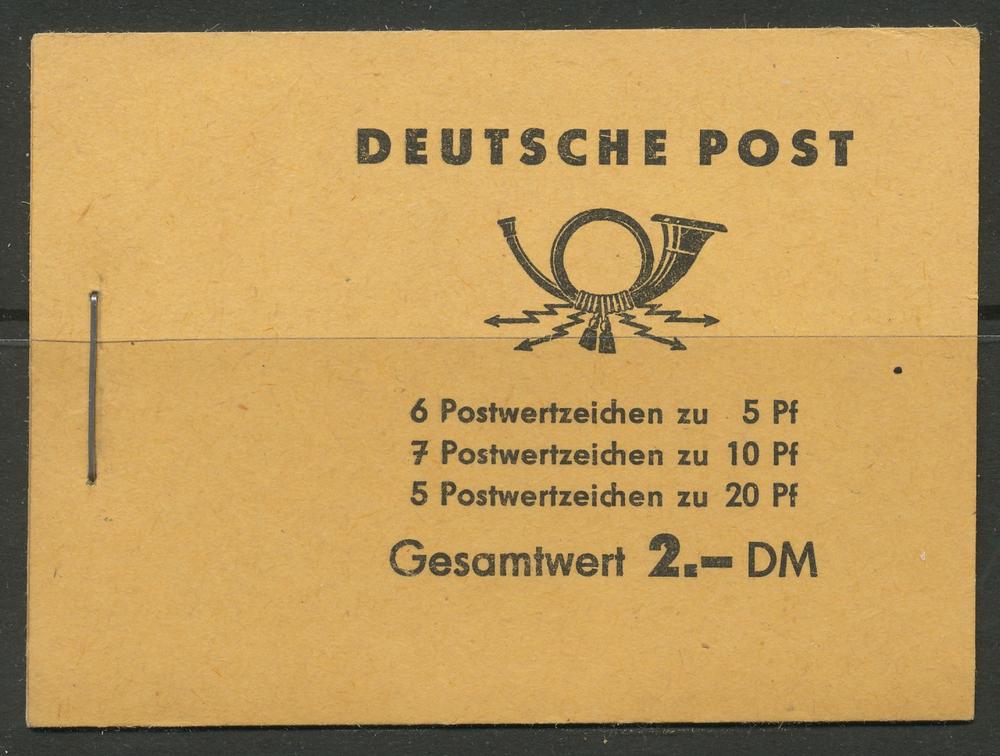 DEUTSCHE POST
6 Postwertzeichen zu 5 Pf
7 Postwertzeichen zu 10 Pf
5 Postwertzeichen zu 20 Pf
Gesamtwert 2.– DM